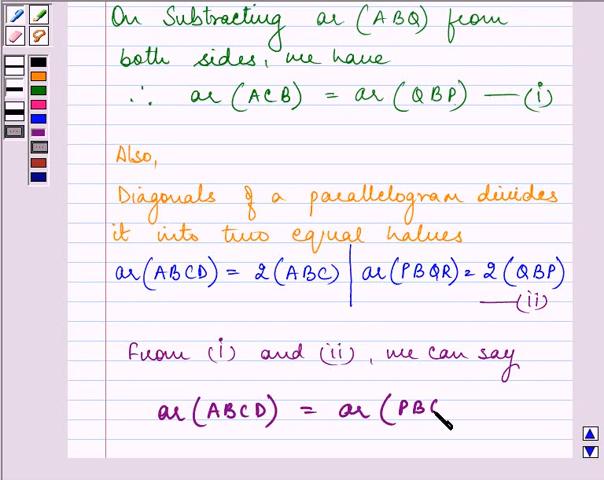 On Subtracting ar (ABQ) from
both sides, we have
∴ ar (ACB) = ar (QBP) — (i)
Also,
Diagonals of a parallelogram divides
it into two equal halves
ar (ABCD) = 2 (ABC) | ar (PBQR) = 2 (QBP)
— (ii)
From (i) and (ii), we can say
ar (ABCD) = ar (PBQ